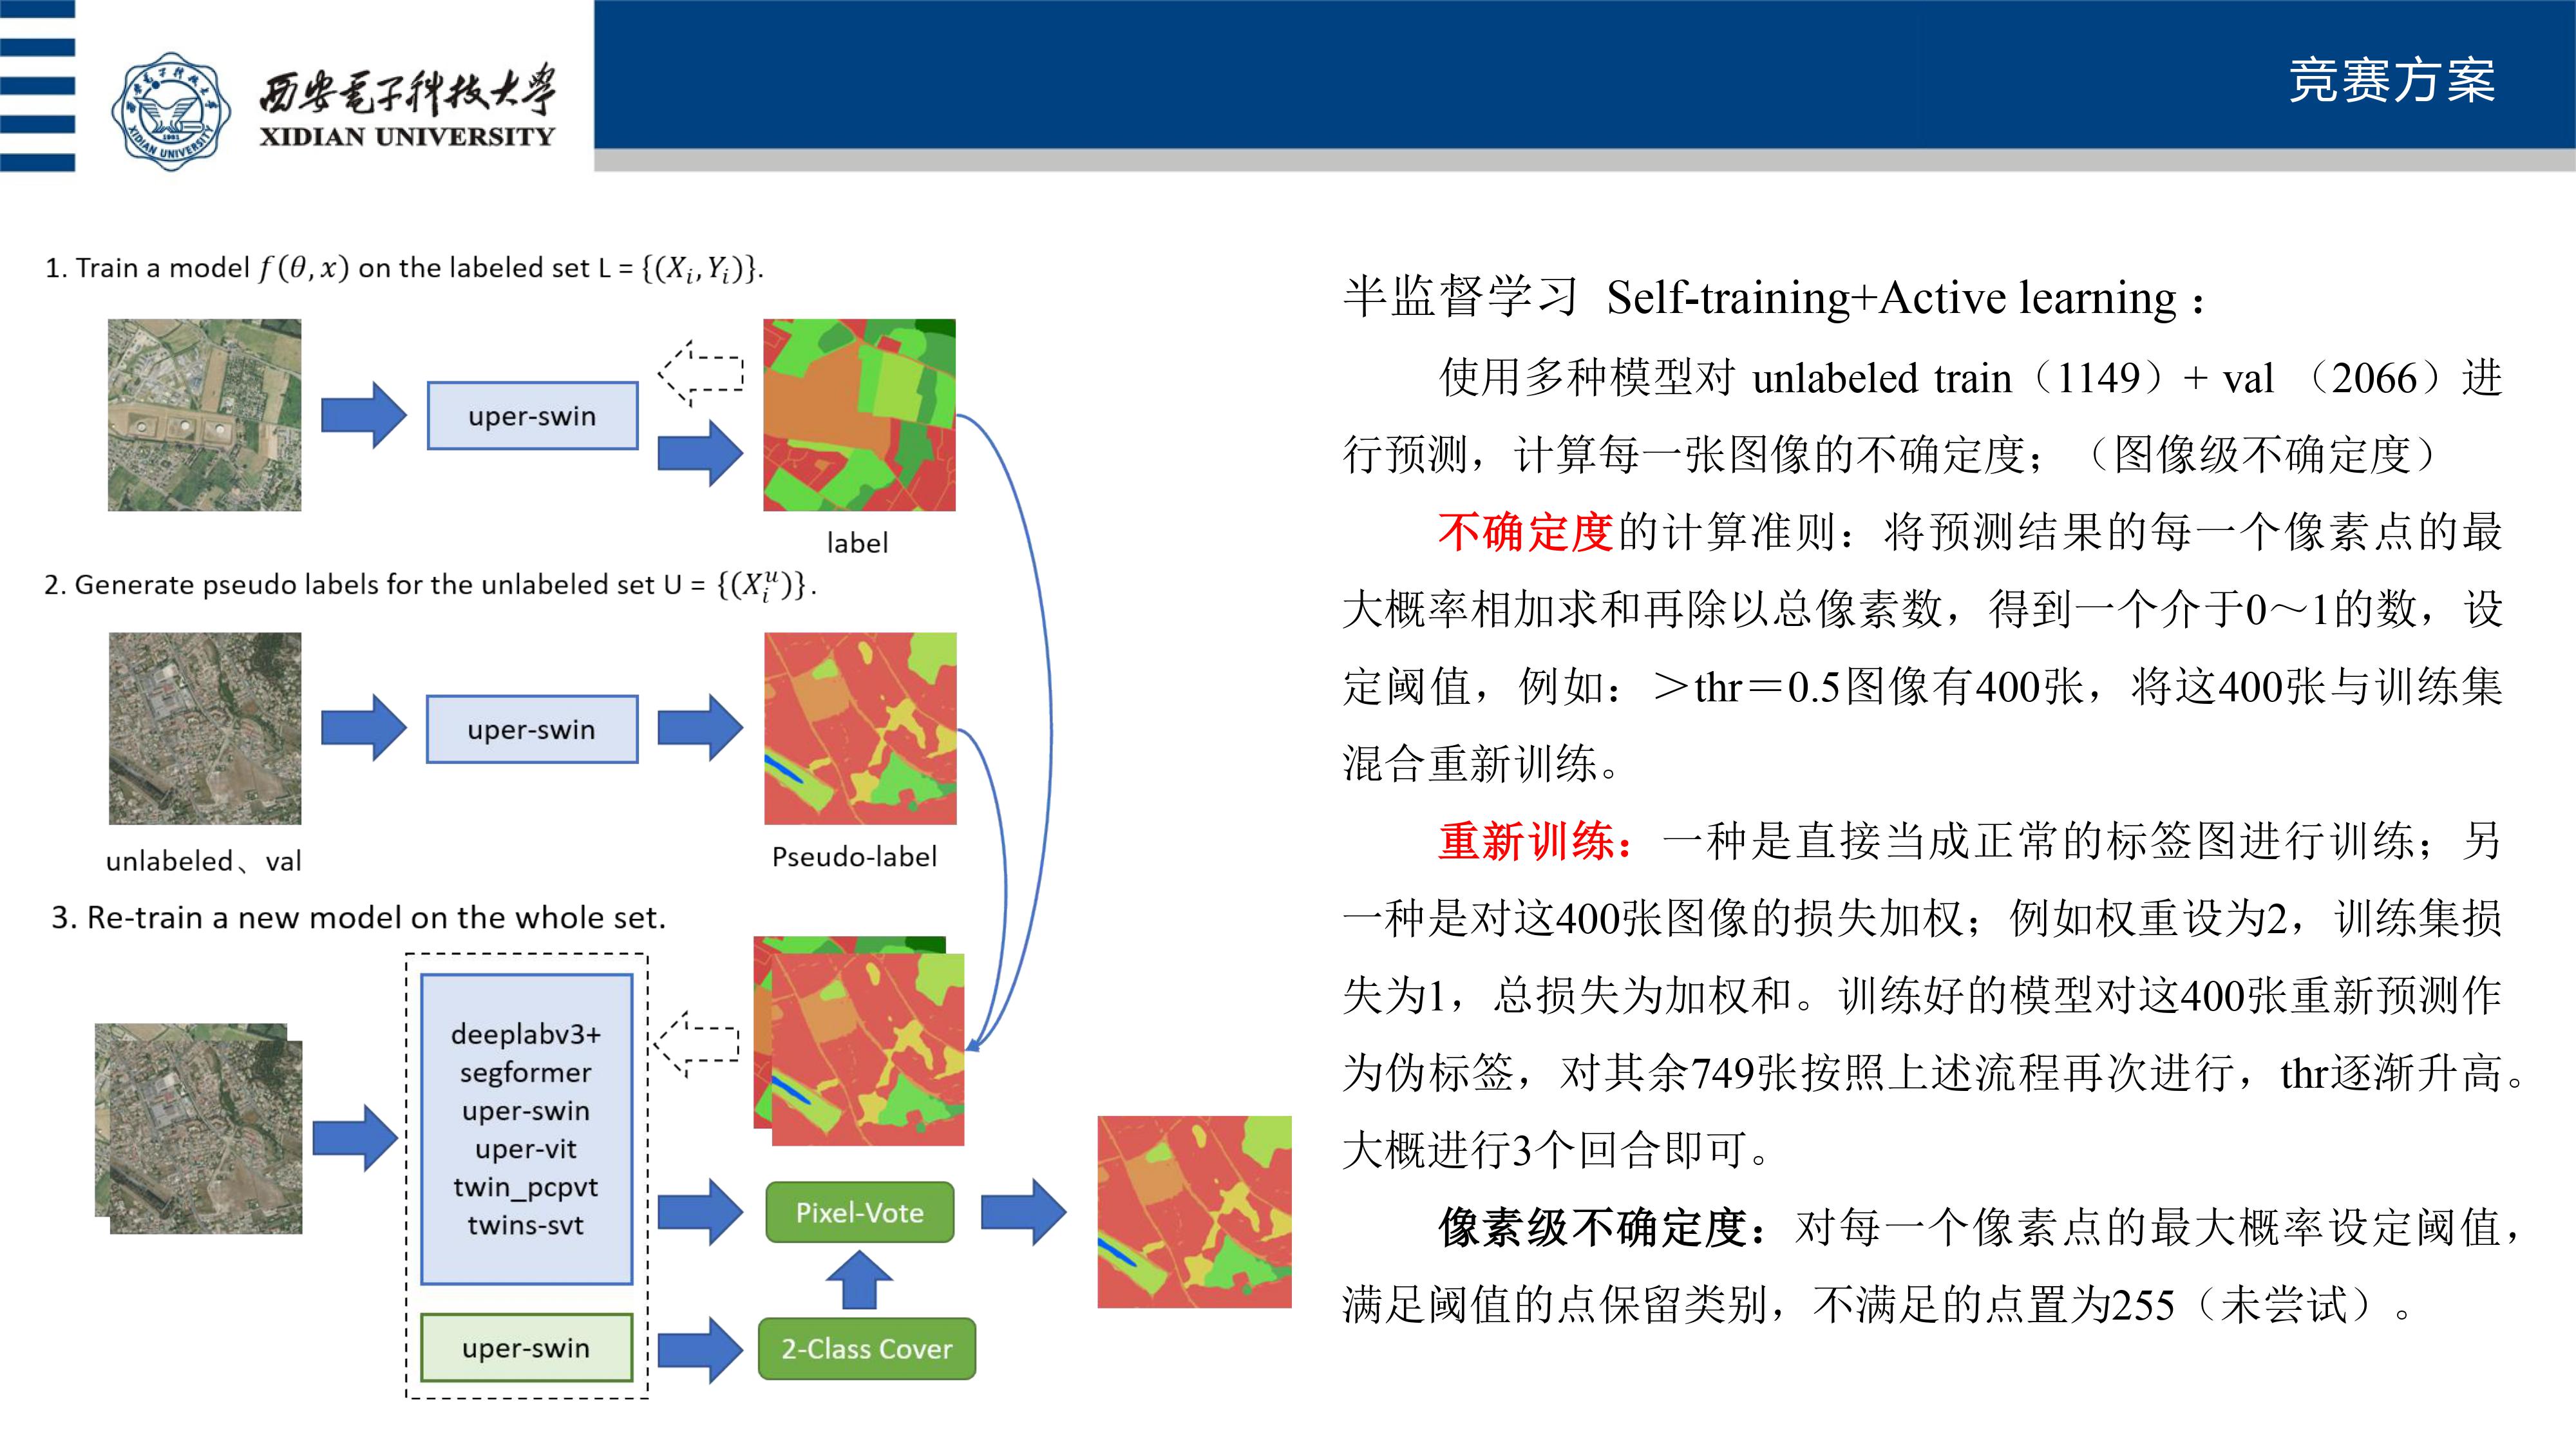 西安電子科技大學
XIDIAN UNIVERSITY
竞赛方案
1. Train a model f(θ, x) on the labeled set L = {(Xᵢ, Yᵢ)}.
uper-swin
label
2. Generate pseudo labels for the unlabeled set U = {(Xᵢᵘ)}.
uper-swin
unlabeled、val
Pseudo-label
3. Re-train a new model on the whole set.
deeplabv3+
segformer
uper-swin
uper-vit
twin_pcpvt
twins-svt
Pixel-Vote
uper-swin
2-Class Cover
半监督学习 Self-training+Active learning：
使用多种模型对 unlabeled train（1149）+ val （2066）进
行预测，计算每一张图像的不确定度；（图像级不确定度）
不确定度的计算准则：将预测结果的每一个像素点的最
大概率相加求和再除以总像素数，得到一个介于0～1的数，设
定阈值，例如：＞thr＝0.5图像有400张，将这400张与训练集
混合重新训练。
重新训练：一种是直接当成正常的标签图进行训练；另
一种是对这400张图像的损失加权；例如权重设为2，训练集损
失为1，总损失为加权和。训练好的模型对这400张重新预测作
为伪标签，对其余749张按照上述流程再次进行，thr逐渐升高。
大概进行3个回合即可。
像素级不确定度：对每一个像素点的最大概率设定阈值，
满足阈值的点保留类别，不满足的点置为255（未尝试）。